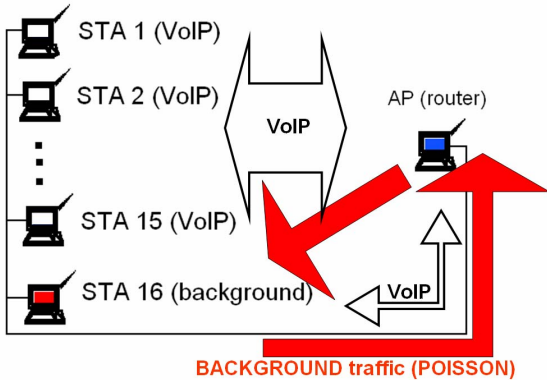 STA 1 (VoIP)
STA 2 (VoIP)
AP (router)
VoIP
STA 15 (VoIP)
STA 16 (background)
VoIP
BACKGROUND traffic (POISSON)